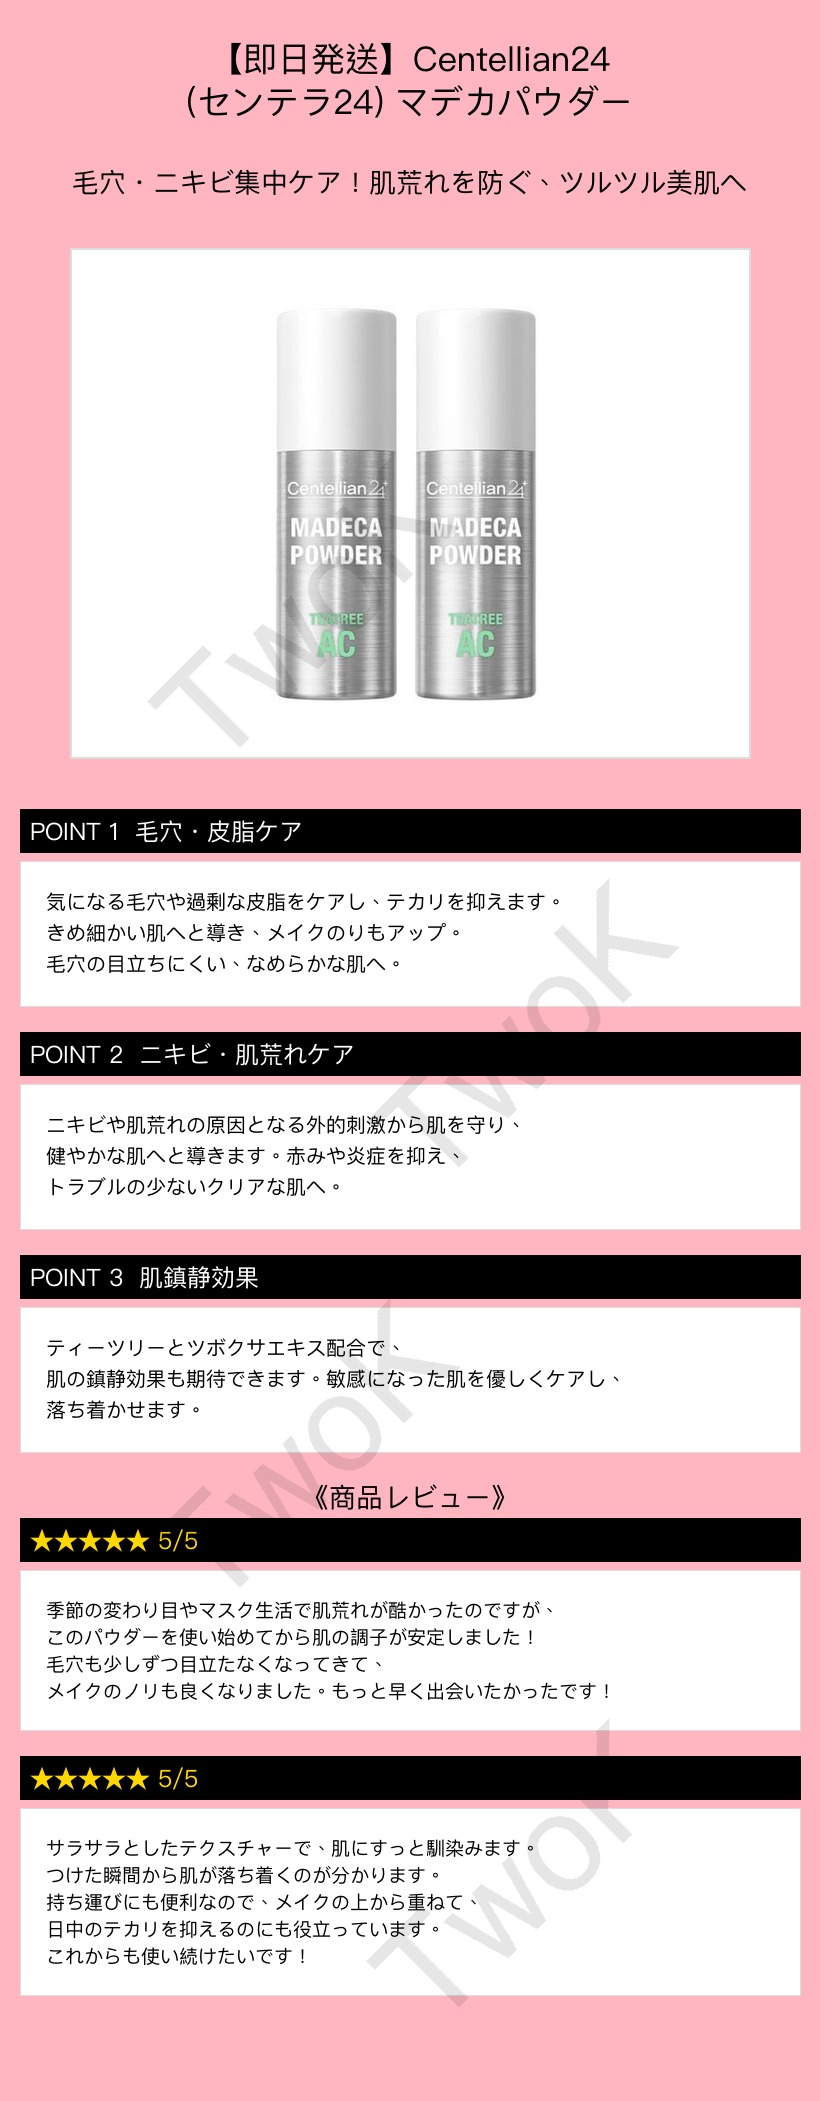 【即日発送】Centellian24
(センテラ24) マデカパウダー
毛穴・ニキビ集中ケア！肌荒れを防ぐ、ツルツル美肌へ
Centellian24+ Centellian24+
MADECA MADECA
POWDER POWDER
TEATREE TEATREE
AC AC
TwoK
POINT 1 毛穴・皮脂ケア
気になる毛穴や過剰な皮脂をケアし、テカリを抑えます。
きめ細かい肌へと導き、メイクのりもアップ。
毛穴の目立ちにくい、なめらかな肌へ。
TwoK
POINT 2 ニキビ・肌荒れケア
ニキビや肌荒れの原因となる外的刺激から肌を守り、
健やかな肌へと導きます。赤みや炎症を抑え、
トラブルの少ないクリアな肌へ。
POINT 3 肌鎮静効果
ティーツリーとツボクサエキス配合で、
肌の鎮静効果も期待できます。敏感になった肌を優しくケアし、
落ち着かせます。
TwoK
《商品レビュー》
★★★★★ 5/5
季節の変わり目やマスク生活で肌荒れが酷かったのですが、
このパウダーを使い始めてから肌の調子が安定しました！
毛穴も少しずつ目立たなくなってきて、
メイクのノリも良くなりました。もっと早く出会いたかったです！
★★★★★ 5/5
サラサラとしたテクスチャーで、肌にすっと馴染みます。
つけた瞬間から肌が落ち着くのが分かります。
持ち運びにも便利なので、メイクの上から重ねて、
日中のテカリを抑えるのにも役立っています。
これからも使い続けたいです！
TwoK